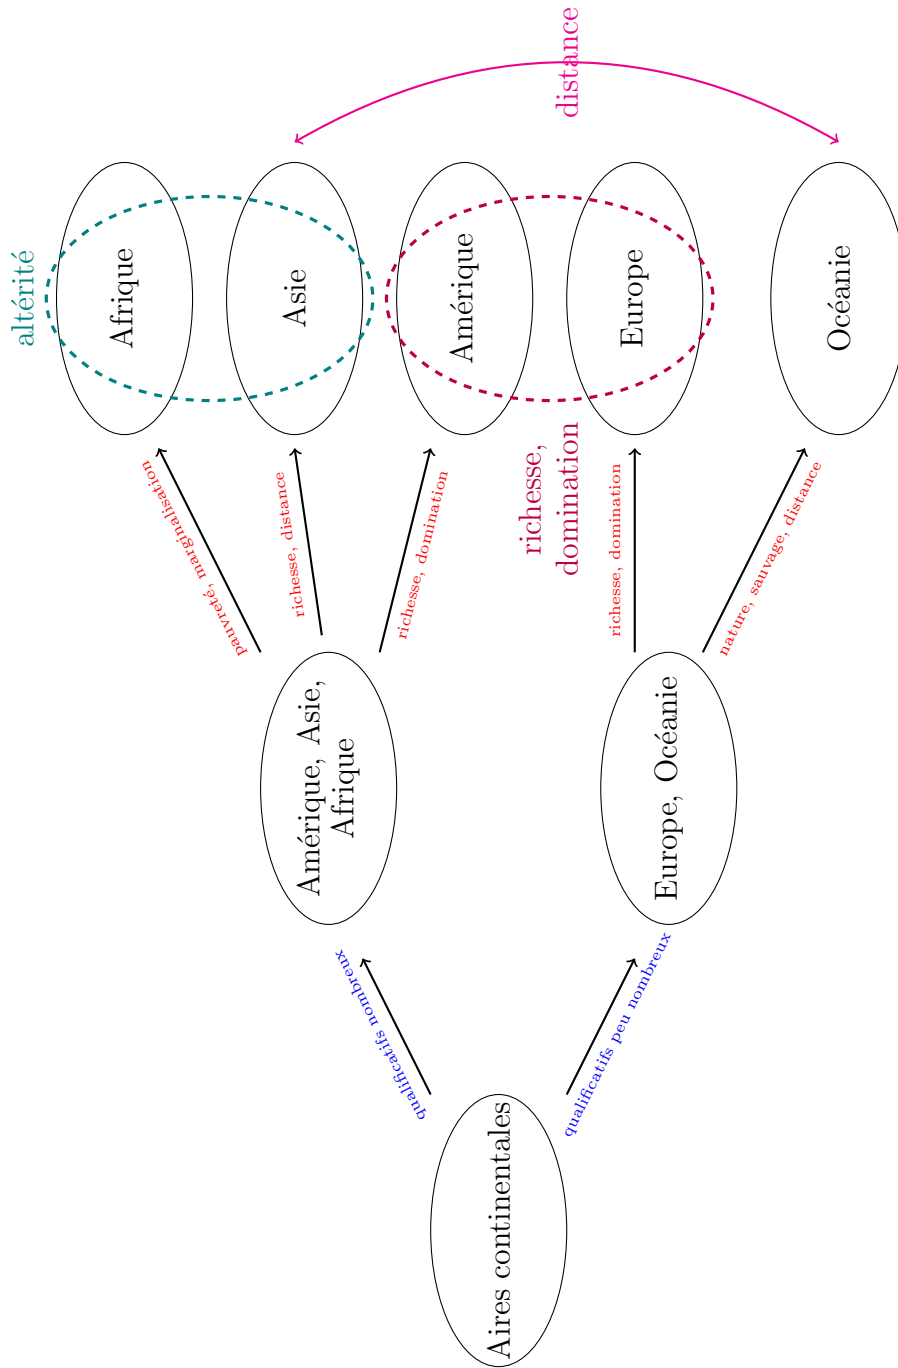 Aires continentales
qualificatifs nombreux
qualificatifs peu nombreux
Amérique, Asie,
Afrique
Europe, Océanie
pauvreté, marginalisation
richesse, distance
richesse, domination
richesse, domination
nature, sauvage, distance
altérité
Afrique
Asie
Amérique
Europe
Océanie
richesse,
domination
distance